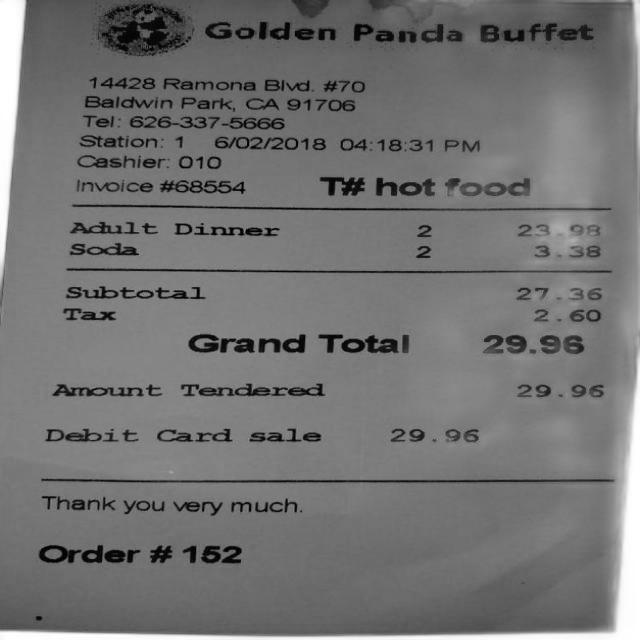 Golden Panda Buffet
14428 Ramona Blvd. #70
Baldwin Park, CA 91706
Tel: 626-337-5666
Station: 1 6/02/2018 04:18:31 PM
Cashier: 010
Invoice #68554 T# hot food
Adult Dinner 2 23.98
Soda 2 3.38
Subtotal 27.36
Tax 2.60
Grand Total 29.96
Amount Tendered 29.96
Debit Card sale 29.96
Thank you very much.
Order # 152